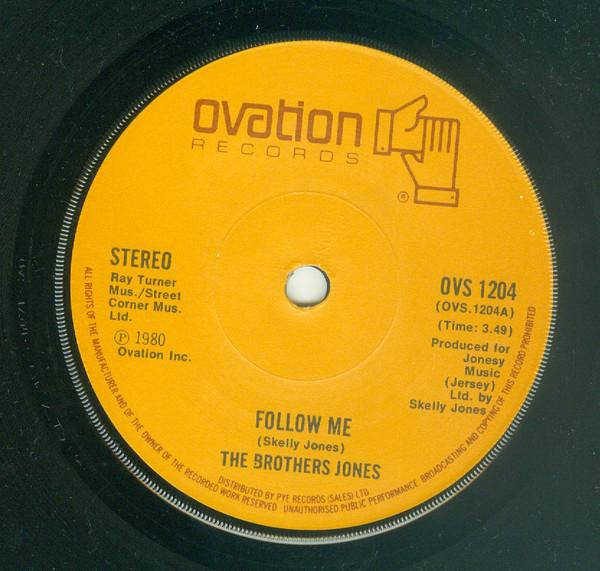 ovation
RECORDS
®
STEREO
Ray Turner
Mus./Street
Corner Mus.
Ltd.
℗ 1980
Ovation Inc.
OVS 1204
(OVS.1204A)
(Time: 3.49)
Produced for
Jonesy
Music
(Jersey)
Ltd. by
Skelly Jones
FOLLOW ME
(Skelly Jones)
THE BROTHERS JONES
DISTRIBUTED BY PYE RECORDS (SALES) LTD.
ALL RIGHTS OF THE MANUFACTURER AND OF THE OWNER OF THE RECORDED WORK RESERVED UNAUTHORISED PUBLIC PERFORMANCE BROADCASTING AND COPYING OF THIS RECORD PROHIBITED